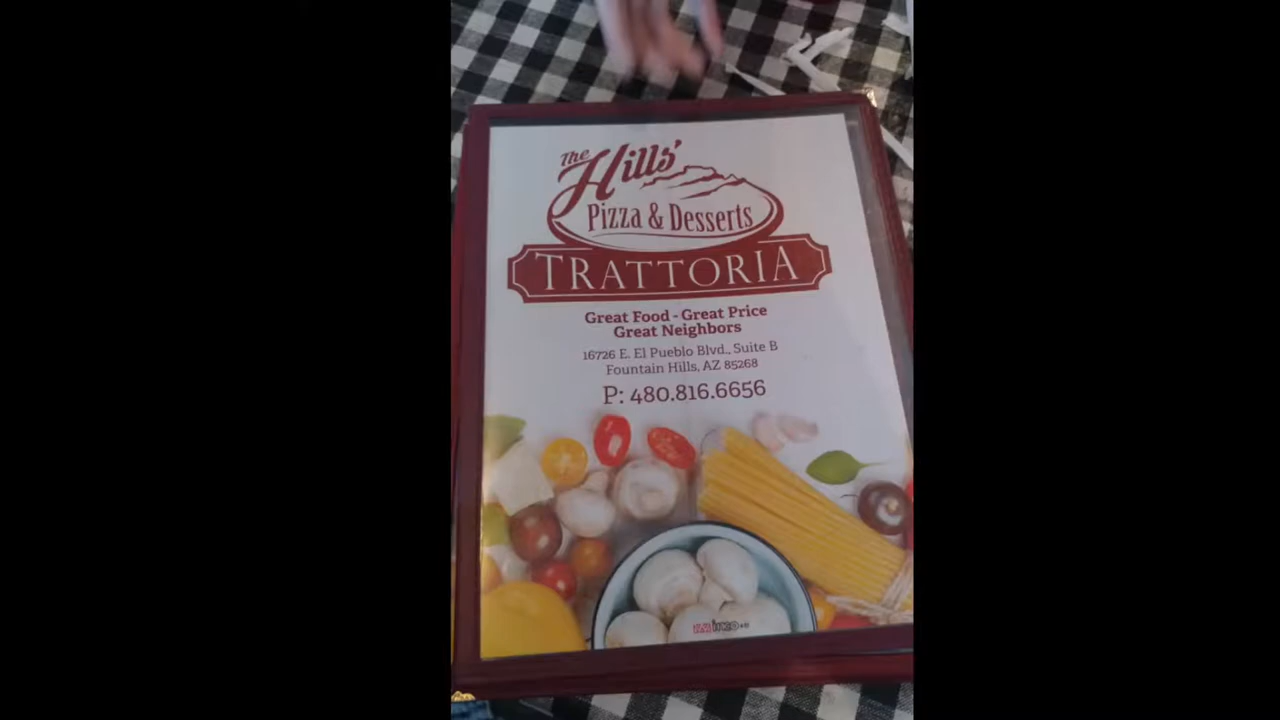 The Hills'
Pizza & Desserts
TRATTORIA
Great Food - Great Price
Great Neighbors
16726 E. El Pueblo Blvd., Suite B
Fountain Hills, AZ 85268
P: 480.816.6656